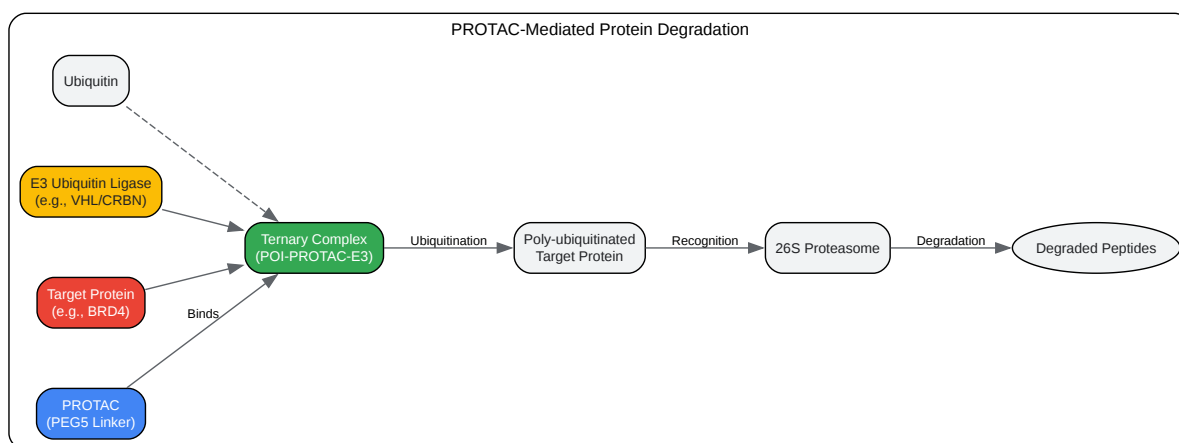 PROTAC-Mediated Protein Degradation
Ubiquitin
E3 Ubiquitin Ligase
(e.g., VHL/CRBN)
Ternary Complex
(POI-PROTAC-E3)
Ubiquitination
Poly-ubiquitinated
Target Protein
Recognition
26S Proteasome
Degradation
Degraded Peptides
Target Protein
(e.g., BRD4)
Binds
PROTAC
(PEG5 Linker)